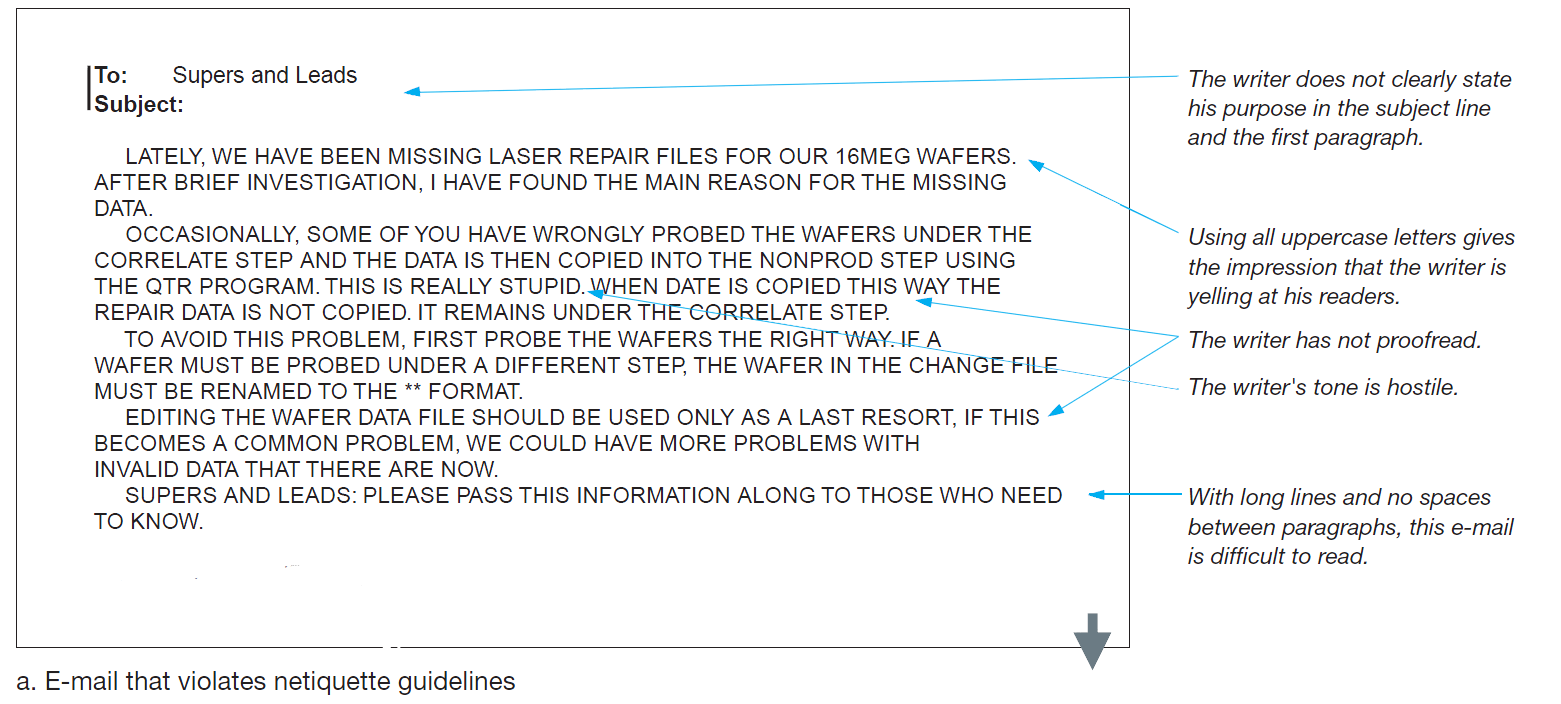 To: Supers and Leads
Subject:
LATELY, WE HAVE BEEN MISSING LASER REPAIR FILES FOR OUR 16MEG WAFERS.
AFTER BRIEF INVESTIGATION, I HAVE FOUND THE MAIN REASON FOR THE MISSING
DATA.
OCCASIONALLY, SOME OF YOU HAVE WRONGLY PROBED THE WAFERS UNDER THE
CORRELATE STEP AND THE DATA IS THEN COPIED INTO THE NONPROD STEP USING
THE QTR PROGRAM. THIS IS REALLY STUPID. WHEN DATE IS COPIED THIS WAY THE
REPAIR DATA IS NOT COPIED. IT REMAINS UNDER THE CORRELATE STEP.
TO AVOID THIS PROBLEM, FIRST PROBE THE WAFERS THE RIGHT WAY. IF A
WAFER MUST BE PROBED UNDER A DIFFERENT STEP, THE WAFER IN THE CHANGE FILE
MUST BE RENAMED TO THE ** FORMAT.
EDITING THE WAFER DATA FILE SHOULD BE USED ONLY AS A LAST RESORT, IF THIS
BECOMES A COMMON PROBLEM, WE COULD HAVE MORE PROBLEMS WITH
INVALID DATA THAT THERE ARE NOW.
SUPERS AND LEADS: PLEASE PASS THIS INFORMATION ALONG TO THOSE WHO NEED
TO KNOW.
The writer does not clearly state
his purpose in the subject line
and the first paragraph.
Using all uppercase letters gives
the impression that the writer is
yelling at his readers.
The writer has not proofread.
The writer's tone is hostile.
With long lines and no spaces
between paragraphs, this e-mail
is difficult to read.
a. E-mail that violates netiquette guidelines